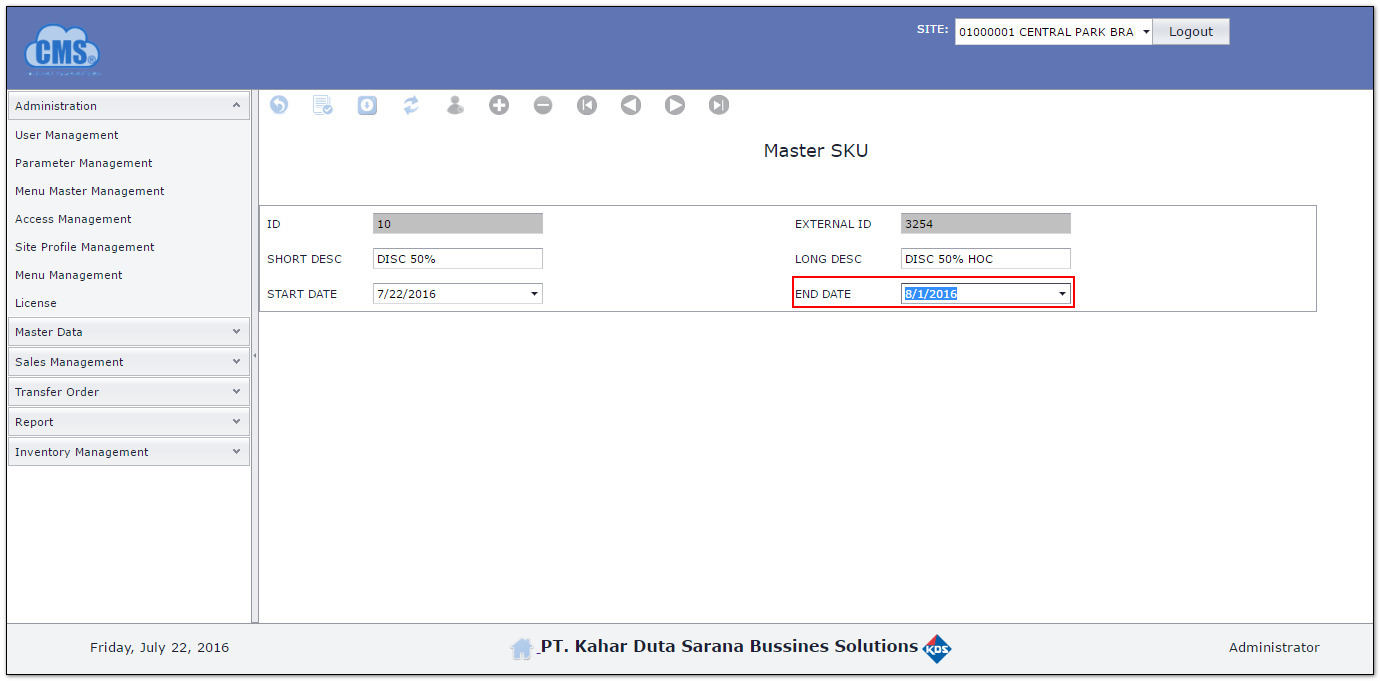 CMS®
SITE: 01000001 CENTRAL PARK BRA Logout
Administration
User Management
Parameter Management
Menu Master Management
Access Management
Site Profile Management
Menu Management
License
Master Data
Sales Management
Transfer Order
Report
Inventory Management
Master SKU
ID 10 EXTERNAL ID 3254
SHORT DESC DISC 50% LONG DESC DISC 50% HOC
START DATE 7/22/2016 END DATE 8/1/2016
Friday, July 22, 2016 PT. Kahar Duta Sarana Bussines Solutions KDS Administrator